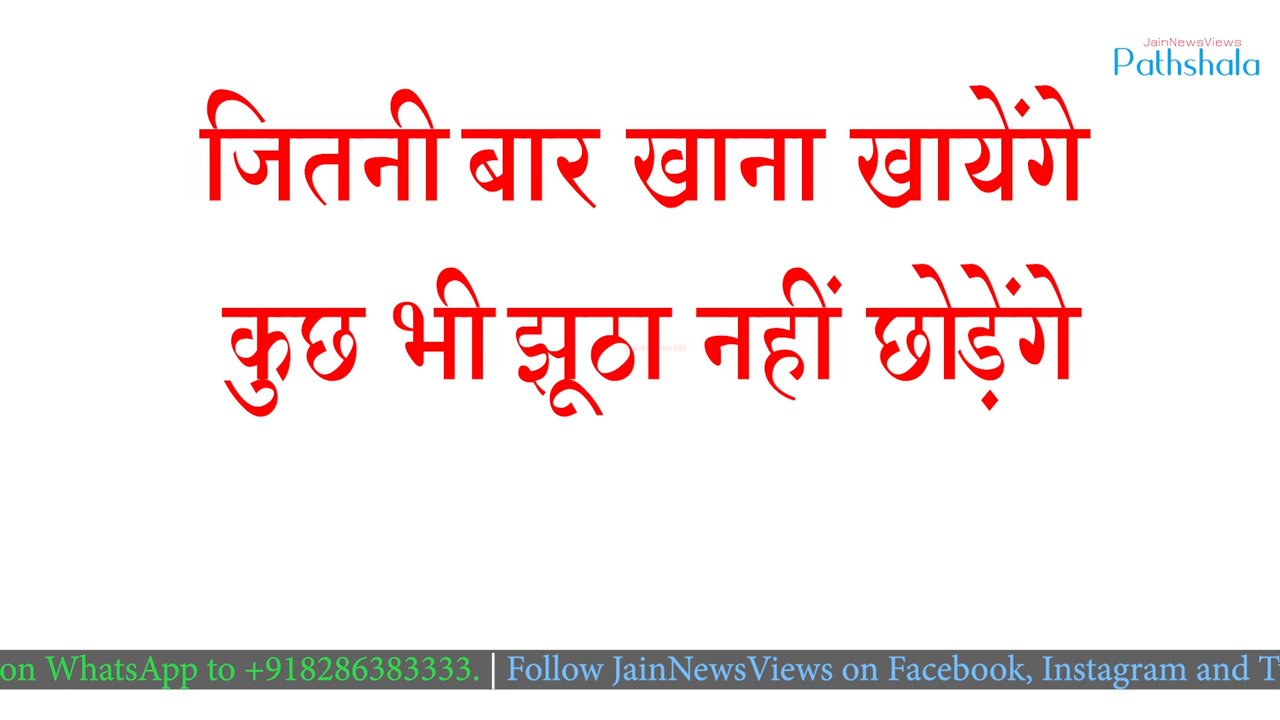 JainNewsViews
Pathshala
जितनी बार खाना खायेंगे
कुछ भी झूठा नहीं छोड़ेंगे
on WhatsApp to +918286383333. | Follow JainNewsViews on Facebook, Instagram and T